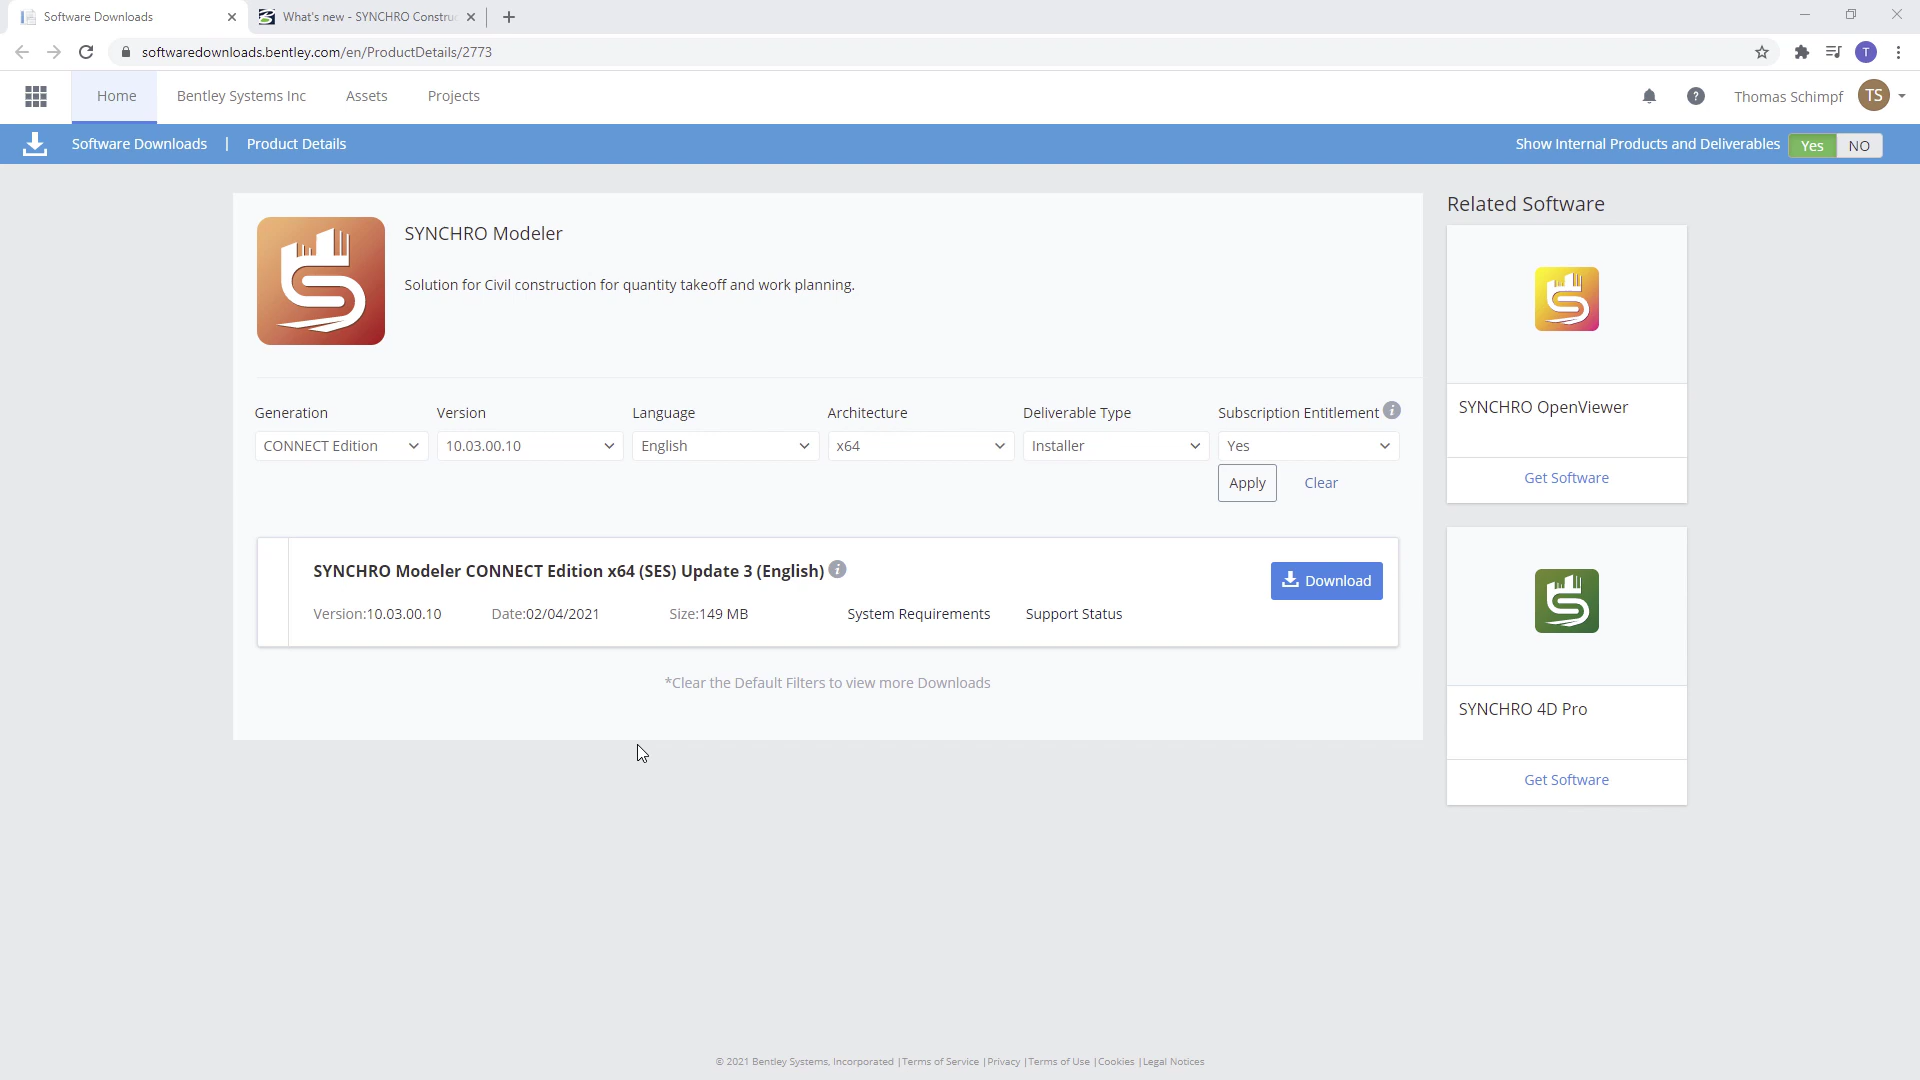 Software Downloads
What's new - SYNCHRO Constru
softwaredownloads.bentley.com/en/ProductDetails/2773
T
Home
Bentley Systems Inc
Assets
Projects
?
Thomas Schimpf
TS
Software Downloads | Product Details
Show Internal Products and Deliverables
Yes
NO
SYNCHRO Modeler
Solution for Civil construction for quantity takeoff and work planning.
Generation
Version
Language
Architecture
Deliverable Type
Subscription Entitlement i
CONNECT Edition
10.03.00.10
English
x64
Installer
Yes
Apply
Clear
SYNCHRO Modeler CONNECT Edition x64 (SES) Update 3 (English) i
Download
Version:10.03.00.10
Date:02/04/2021
Size:149 MB
System Requirements
Support Status
*Clear the Default Filters to view more Downloads
Related Software
SYNCHRO OpenViewer
Get Software
SYNCHRO 4D Pro
Get Software
© 2021 Bentley Systems, Incorporated |Terms of Service |Privacy |Terms of Use |Cookies |Legal Notices